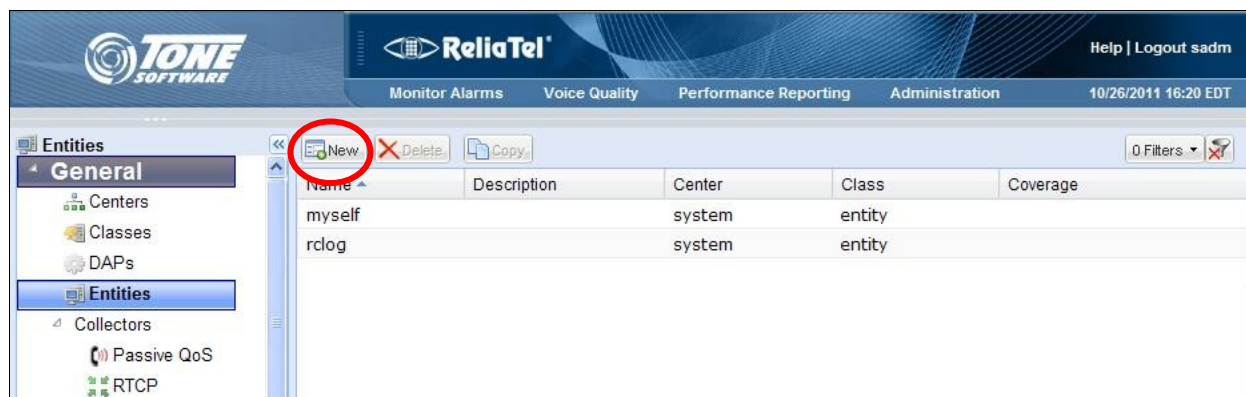 TONE
SOFTWARE
ReliaTel
Help | Logout sadm
Monitor Alarms Voice Quality Performance Reporting Administration 10/26/2011 16:20 EDT
Entities
General
Centers
Classes
DAPs
Entities
Collectors
Passive QoS
RTCP
New Delete Copy 0 Filters
Name Description Center Class Coverage
myself system entity
rclog system entity